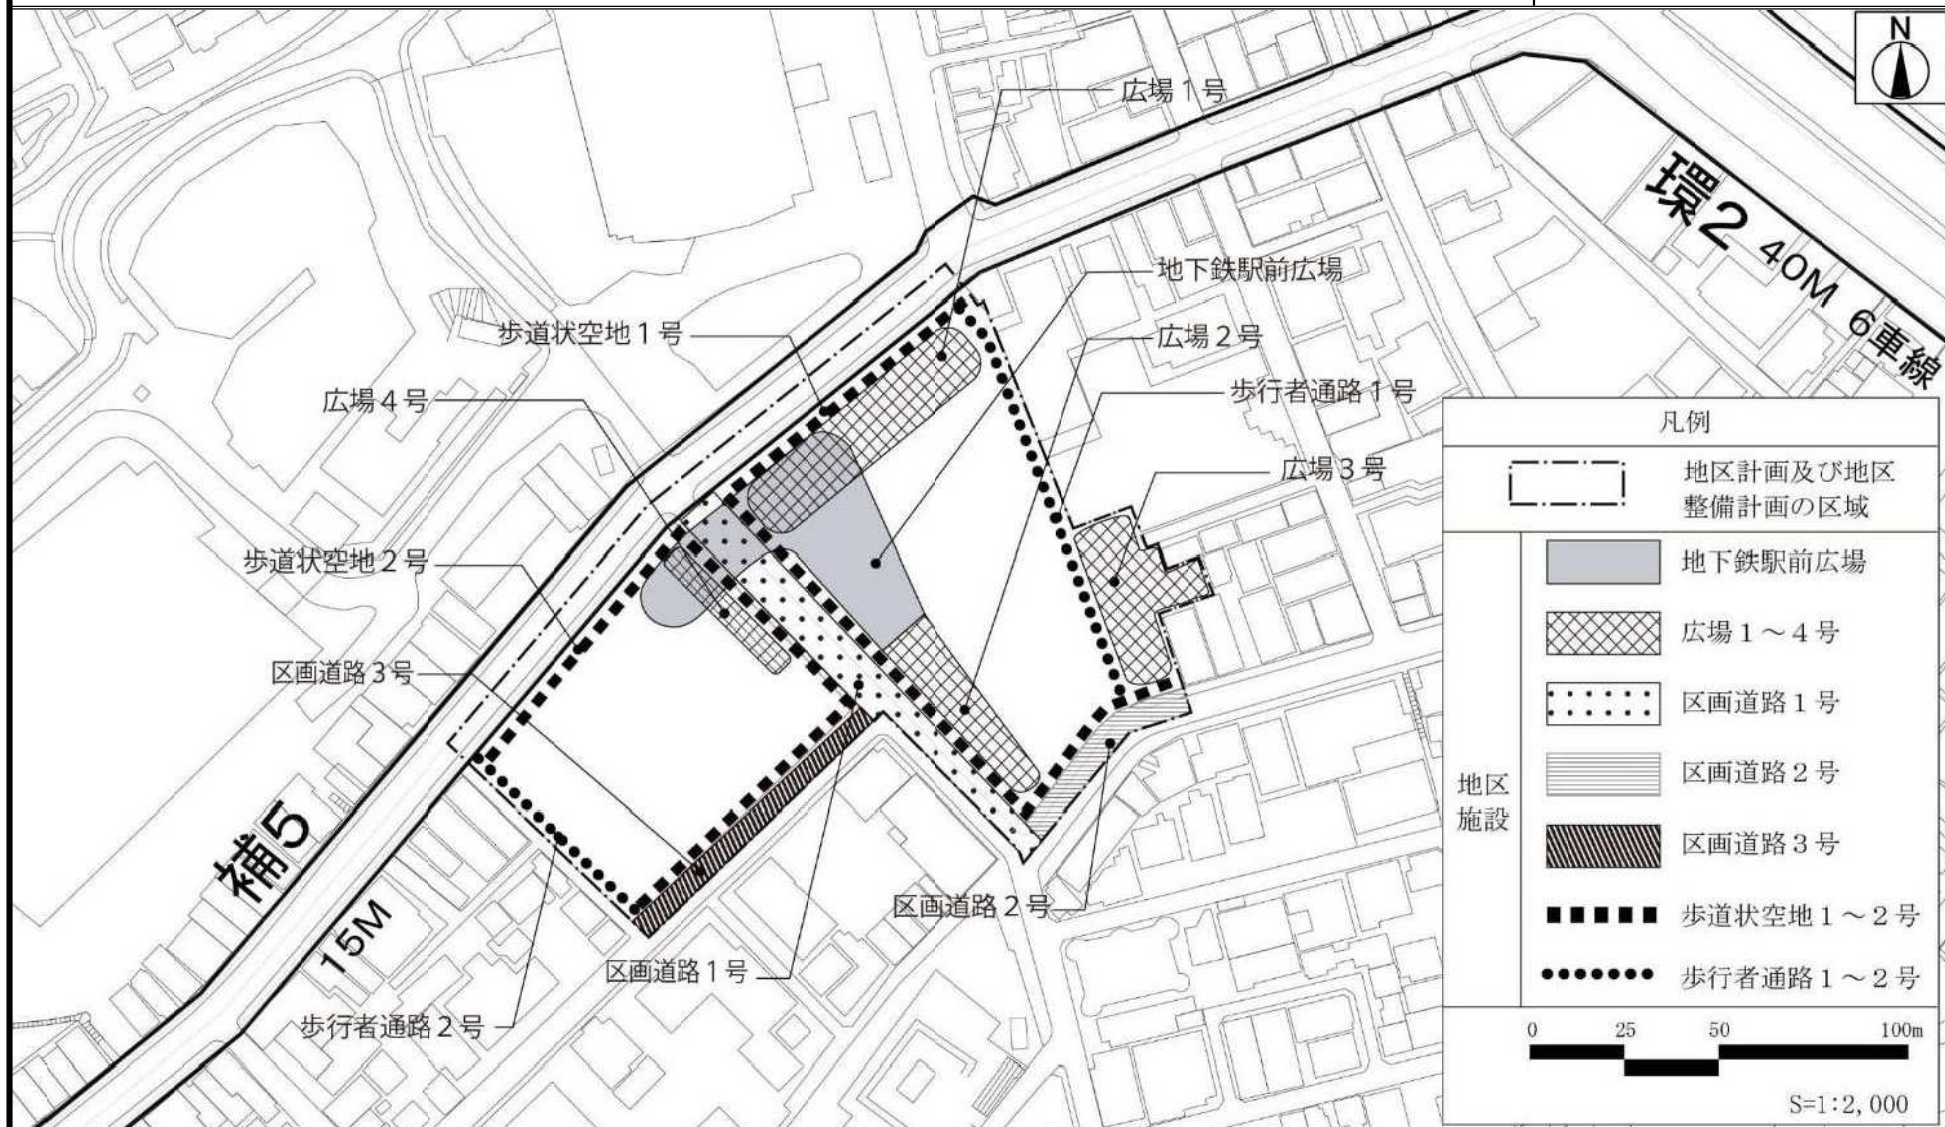 N
広場1号
環2 40M 6車線
地下鉄駅前広場
歩道状空地1号
広場2号
広場4号
歩行者通路1号
広場3号
歩道状空地2号
区画道路3号
補5
15M
区画道路2号
区画道路1号
歩行者通路2号
凡例
地区計画及び地区
整備計画の区域
地区
施設
地下鉄駅前広場
広場1~4号
区画道路1号
区画道路2号
区画道路3号
歩道状空地1~2号
歩行者通路1~2号
0 25 50 100m
S=1:2,000